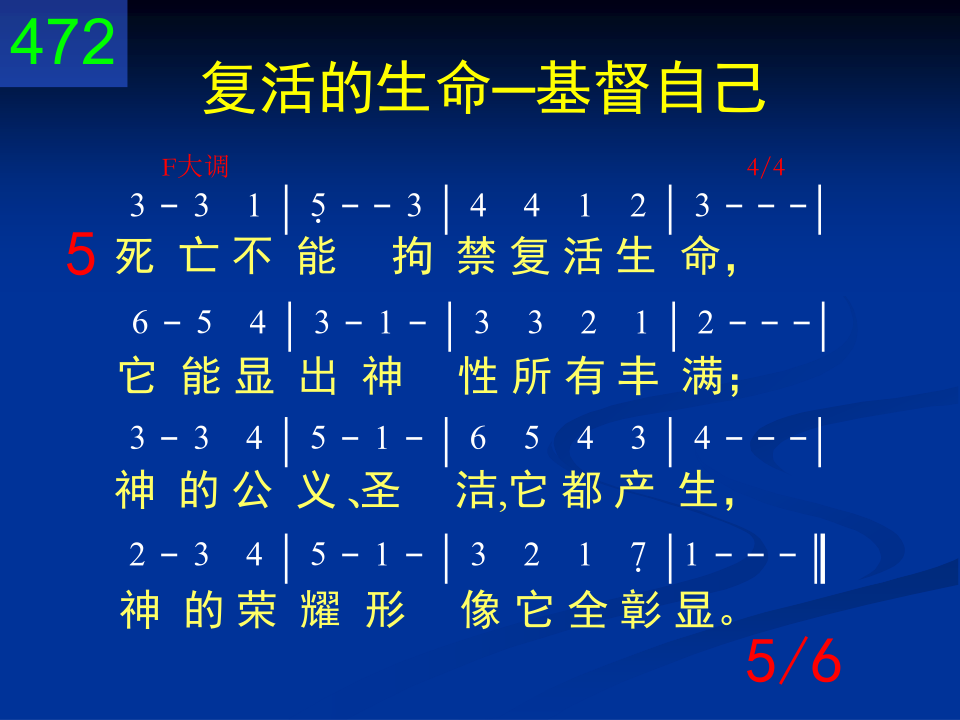 472
复活的生命─基督自己
F大调 4/4
3 - 3 1 | 5̣ - - 3 | 4 4 1 2 | 3 - - - |
5 死亡不能 拘禁复活生命,
6 - 5 4 | 3 - 1 - | 3 3 2 1 | 2 - - - |
它能显出神 性所有丰满;
3 - 3 4 | 5 - 1 - | 6 5 4 3 | 4 - - - |
神的公义、圣 洁,它都产生,
2 - 3 4 | 5 - 1 - | 3 2 1 7̣ | 1 - - - ‖
神的荣耀形 像它全彰显。
5/6